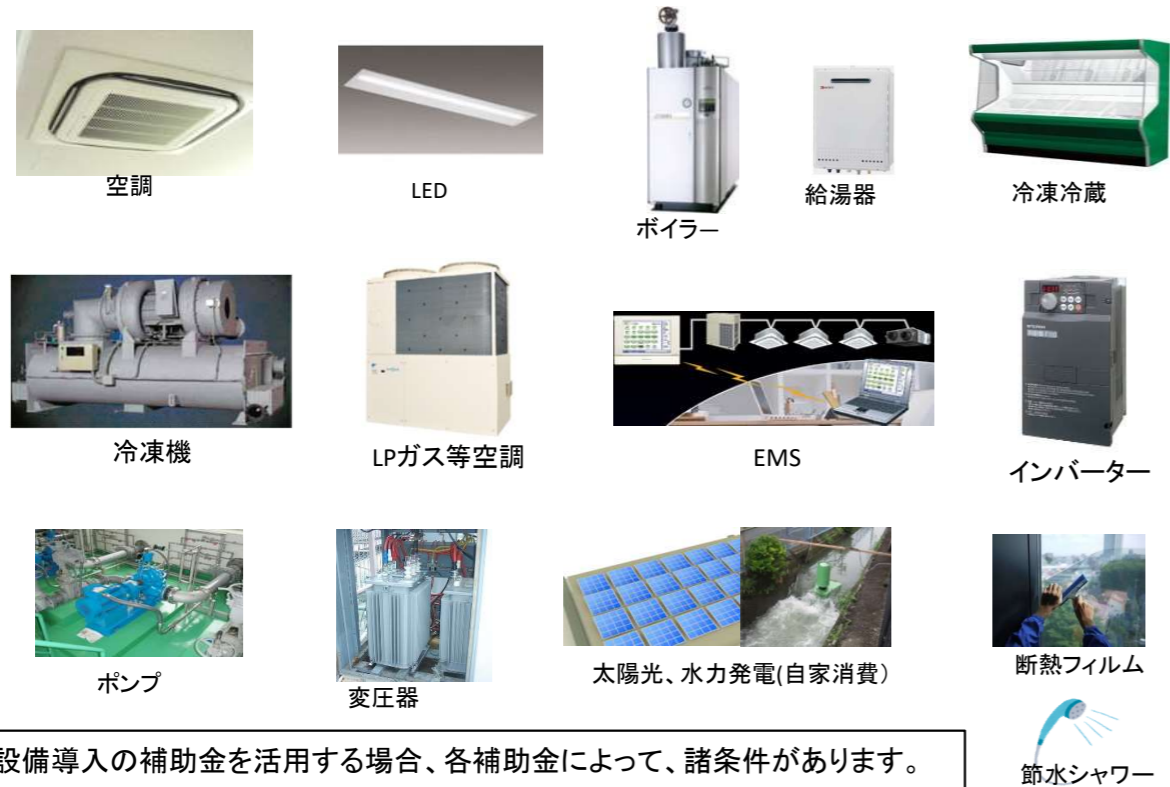 空調
LED
ボイラー
給湯器
冷凍冷蔵
冷凍機
LPガス等空調
EMS
インバーター
ポンプ
変圧器
太陽光、水力発電(自家消費）
断熱フィルム
節水シャワー
設備導入の補助金を活用する場合、各補助金によって、諸条件があります。